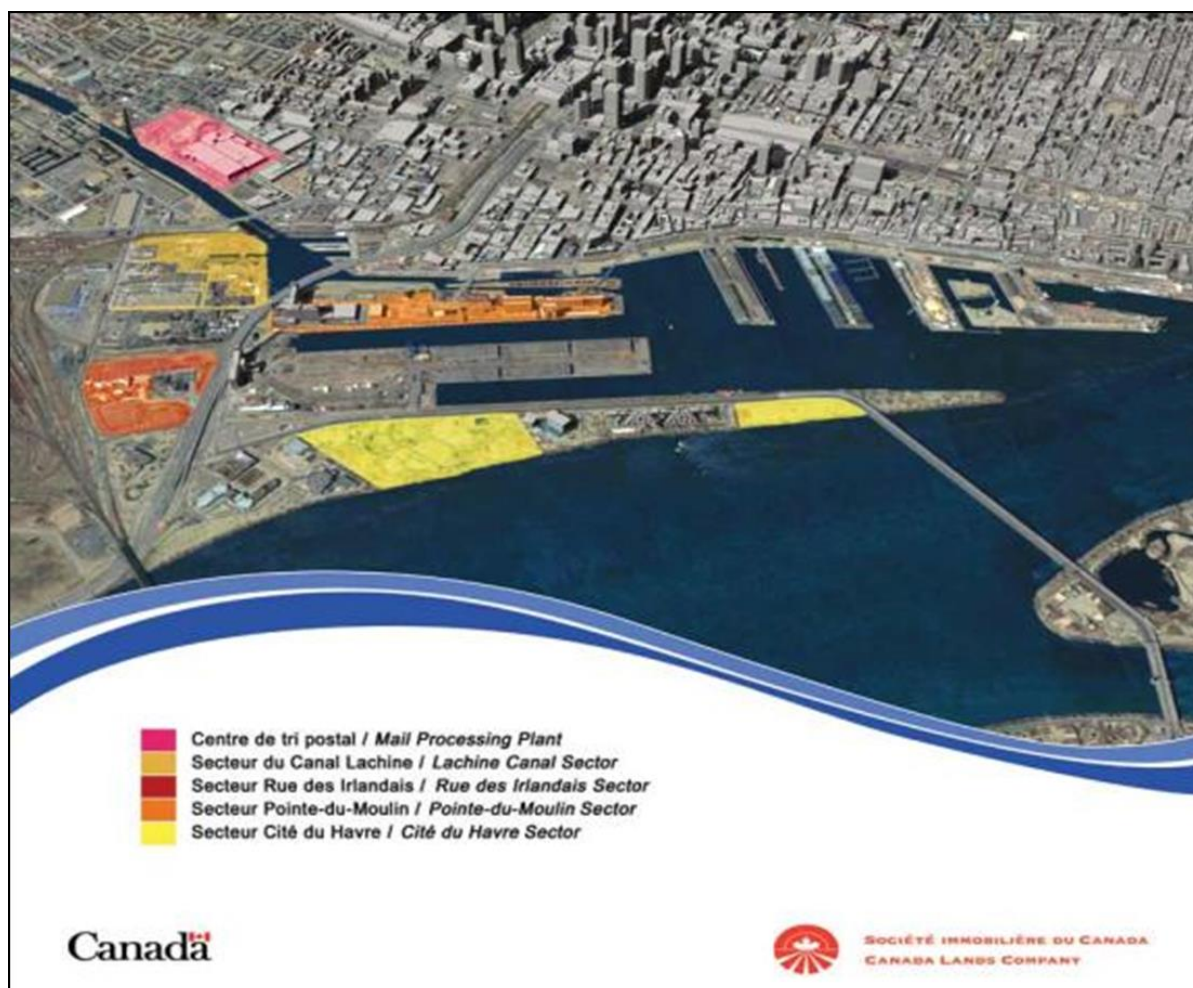 Centre de tri postal / Mail Processing Plant
Secteur du Canal Lachine / Lachine Canal Sector
Secteur Rue des Irlandais / Rue des Irlandais Sector
Secteur Pointe-du-Moulin / Pointe-du-Moulin Sector
Secteur Cité du Havre / Cité du Havre Sector
Canada
SOCIÉTÉ IMMOBILIÈRE DU CANADA
CANADA LANDS COMPANY